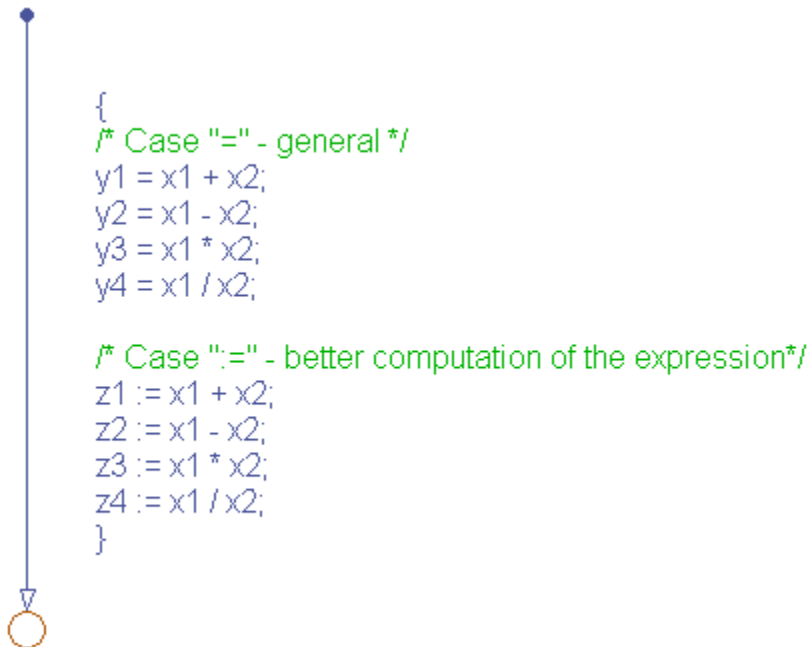 {
/* Case "=" - general */
y1 = x1 + x2;
y2 = x1 - x2;
y3 = x1 * x2;
y4 = x1 / x2;
/* Case ":=" - better computation of the expression*/
z1 := x1 + x2;
z2 := x1 - x2;
z3 := x1 * x2;
z4 := x1 / x2;
}